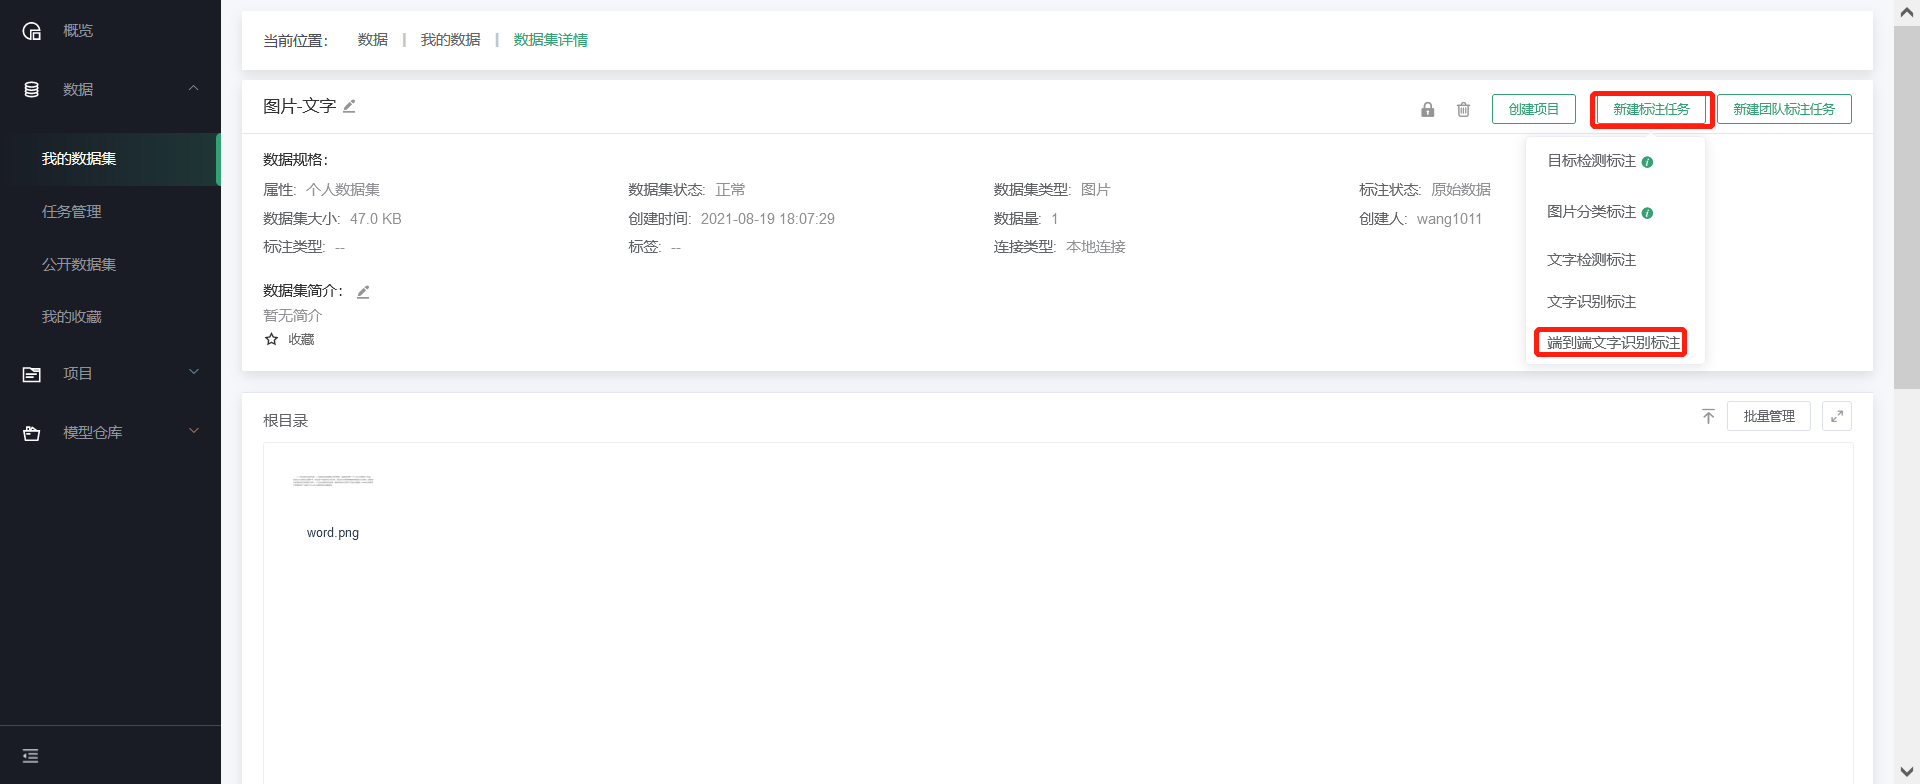 概览
数据
我的数据集
任务管理
公开数据集
我的收藏
项目
模型仓库
当前位置： 数据 | 我的数据 | 数据集详情
图片-文字
创建项目 新建标注任务 新建团队标注任务
目标检测标注
图片分类标注
文字检测标注
文字识别标注
端到端文字识别标注
数据规格：
属性: 个人数据集 数据集状态: 正常 数据集类型: 图片 标注状态: 原始数据
数据集大小: 47.0 KB 创建时间: 2021-08-19 18:07:29 数据量: 1 创建人: wang1011
标注类型: -- 标签: -- 连接类型: 本地连接
数据集简介：
暂无简介
收藏
根目录 批量管理
word.png